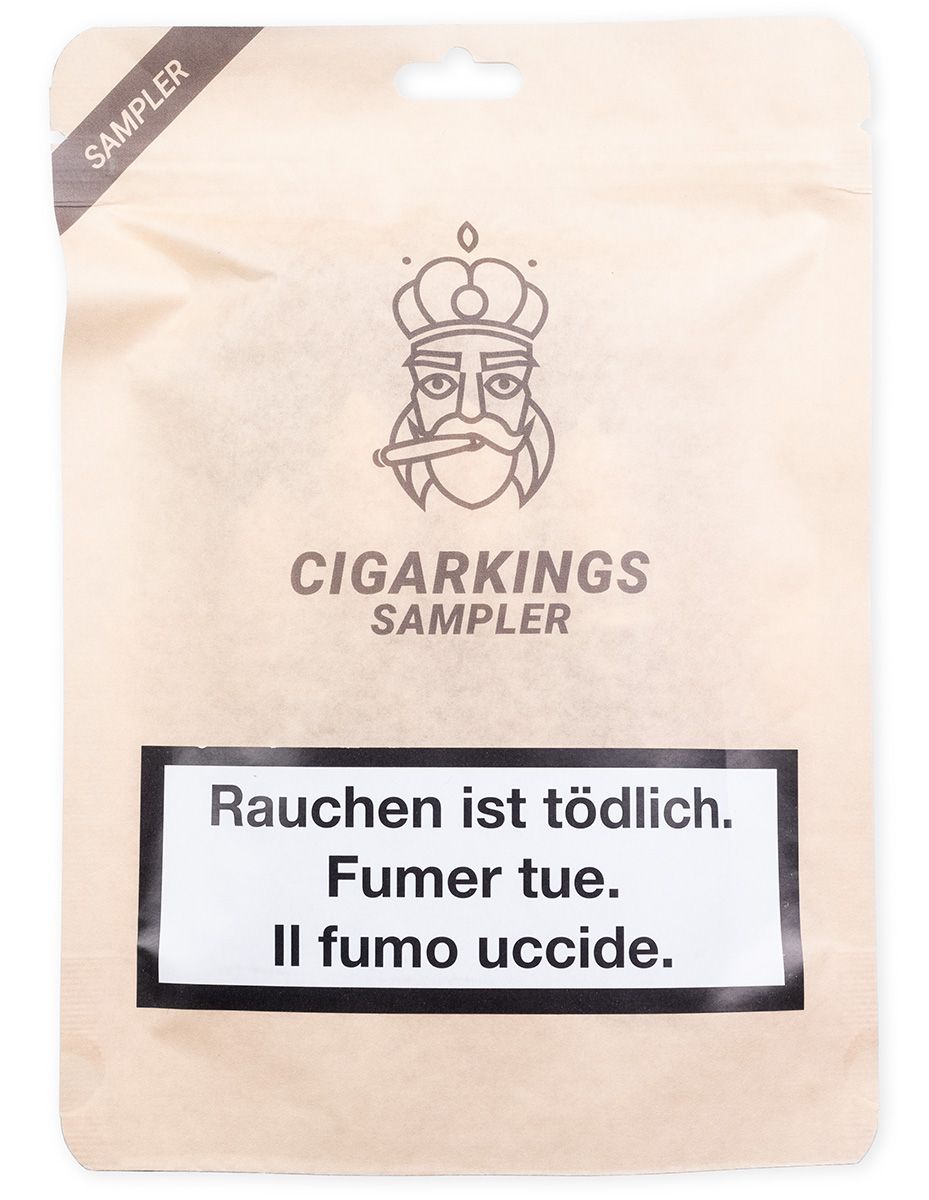 SAMPLER
CIGARKINGS
SAMPLER
Rauchen ist tödlich.
Fumer tue.
Il fumo uccide.